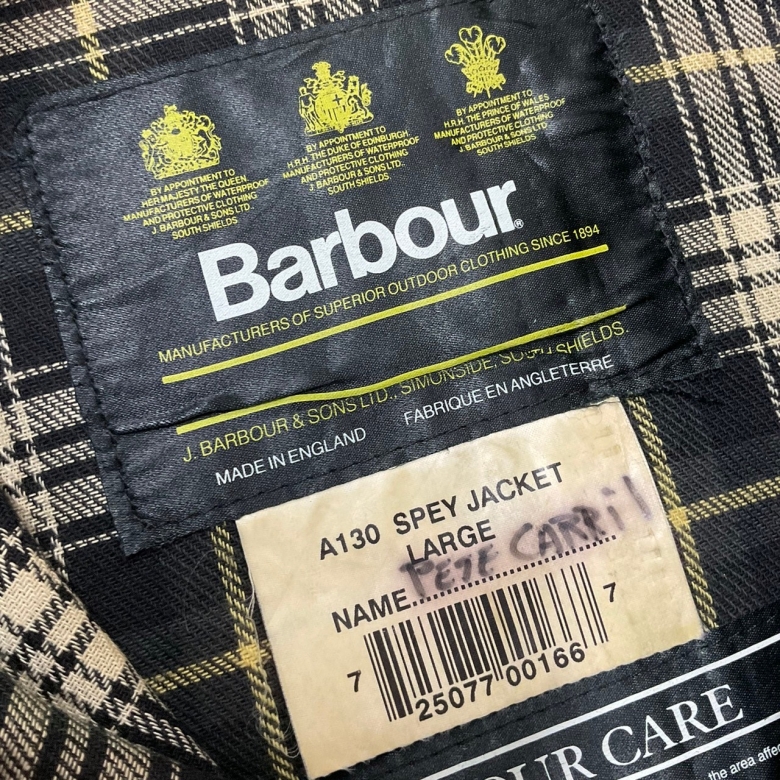 BY APPOINTMENT TO
HER MAJESTY THE QUEEN
MANUFACTURERS OF WATERPROOF
AND PROTECTIVE CLOTHING
J. BARBOUR & SONS LTD.
SOUTH SHIELDS
BY APPOINTMENT TO
H.R.H. THE DUKE OF EDINBURGH
MANUFACTURERS OF WATERPROOF
AND PROTECTIVE CLOTHING
J. BARBOUR & SONS LTD.
SOUTH SHIELDS.
BY APPOINTMENT TO
H.R.H. THE PRINCE OF WALES
MANUFACTURERS OF WATERPROOF
AND PROTECTIVE CLOTHING
J. BARBOUR & SONS LTD
SOUTH SHIELDS.
Barbour®
MANUFACTURERS OF SUPERIOR OUTDOOR CLOTHING SINCE 1894
J. BARBOUR & SONS LTD., SIMONSIDE, SOUTH SHIELDS.
MADE IN ENGLAND FABRIQUE EN ANGLETERRE
A130 SPEY JACKET
LARGE
NAME PETE CARRil
7 25077 00166 7
OUR CARE
the area affe